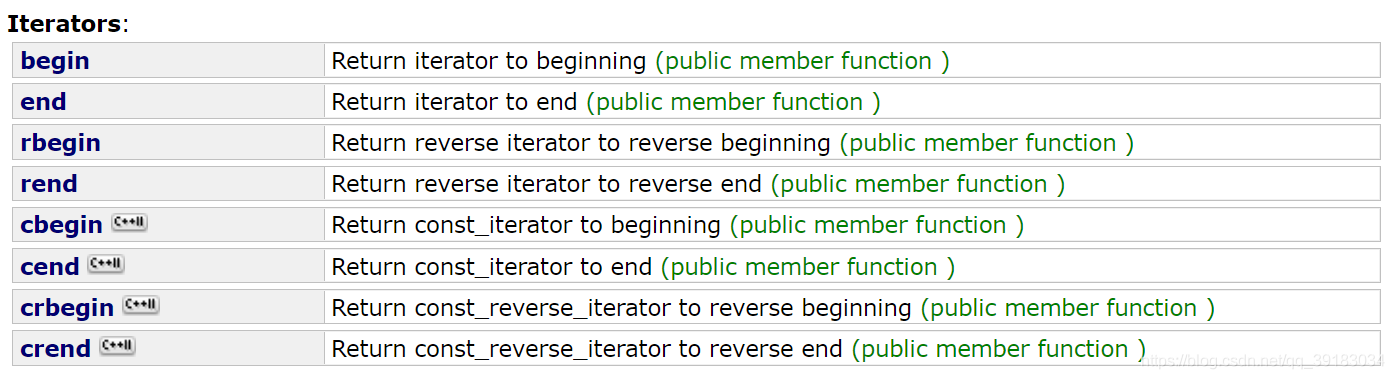 Iterators:
begin Return iterator to beginning (public member function )
end Return iterator to end (public member function )
rbegin Return reverse iterator to reverse beginning (public member function )
rend Return reverse iterator to reverse end (public member function )
cbegin C++11 Return const_iterator to beginning (public member function )
cend C++11 Return const_iterator to end (public member function )
crbegin C++11 Return const_reverse_iterator to reverse beginning (public member function )
crend C++11 Return const_reverse_iterator to reverse end (public member function )
https://blog.csdn.net/qq_39183034